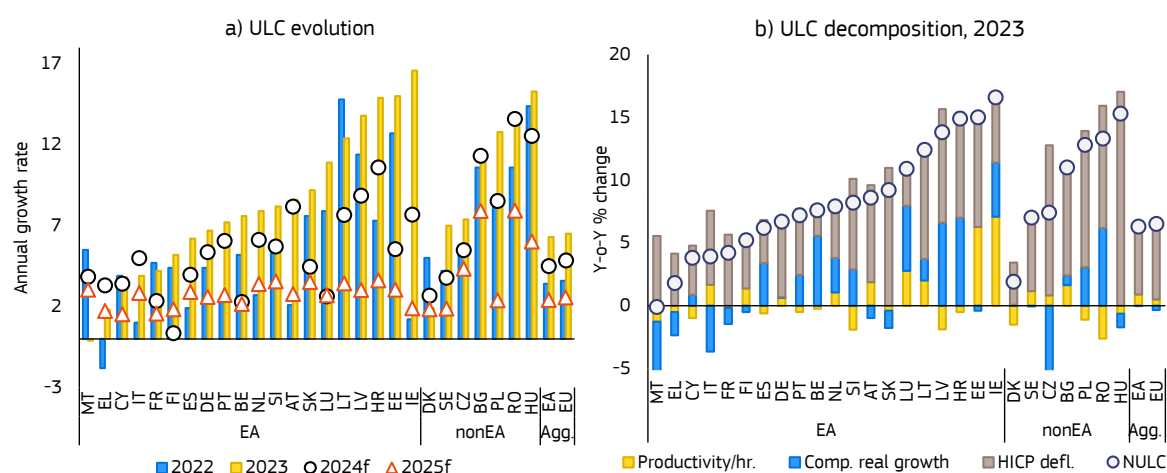 a) ULC evolution
Annual growth rate
17
12
7
2
-3
MT EL CY IT FR FI ES DE PT BE NL SI AT SK LU LT LV HR EE IE DK SE CZ BG PL RO HU EA EU
EA nonEA Agg.
2022 2023 2024f 2025f
b) ULC decomposition, 2023
Y-o-Y % change
20
15
10
5
0
-5
MT EL CY IT FR FI ES DE PT BE NL SI AT SK LU LT LV HR EE IE DK SE CZ BG PL RO HU EA EU
EA nonEA Agg.
Productivity/hr. Comp. real growth HICP defl. NULC